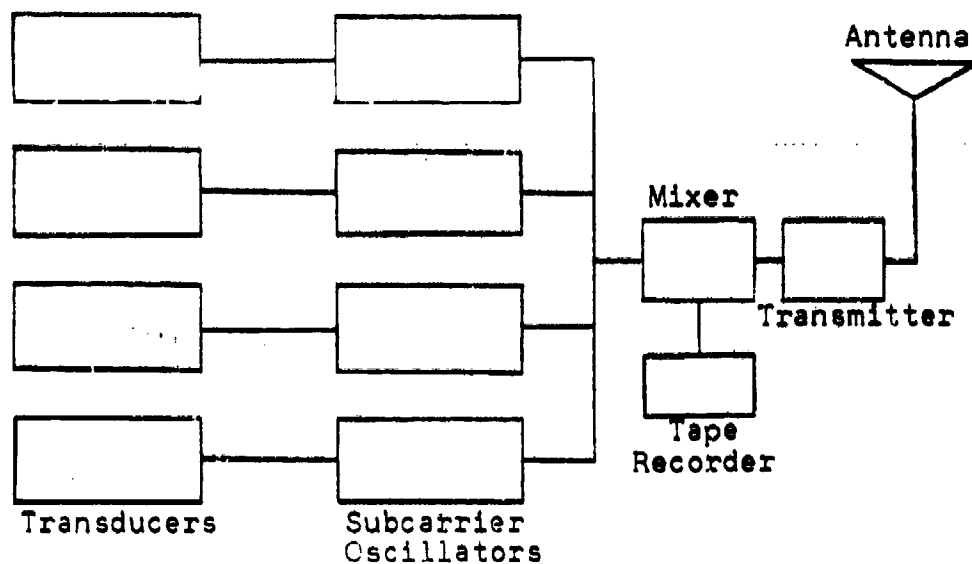 Antenna
Mixer
Transmitter
Tape
Recorder
Transducers
Subcarrier
Oscillators